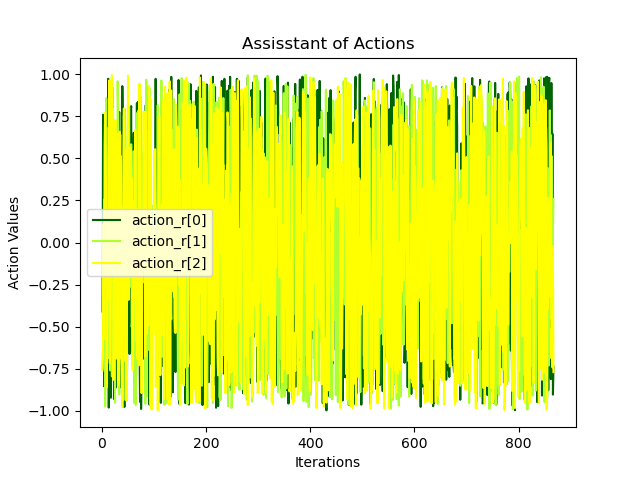 Assisstant of Actions
Action Values
1.00
0.75
0.50
0.25
0.00
−0.25
−0.50
−0.75
−1.00
action_r[0]
action_r[1]
action_r[2]
0 200 400 600 800
Iterations